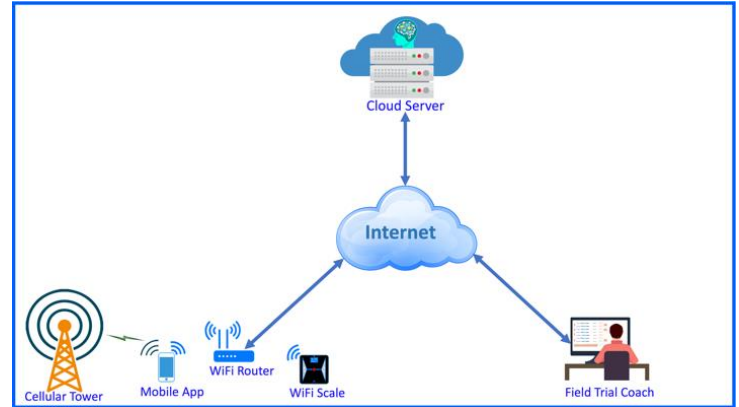 Cloud Server
Internet
WiFi Router
Cellular Tower
Mobile App
WiFi Scale
Field Trial Coach